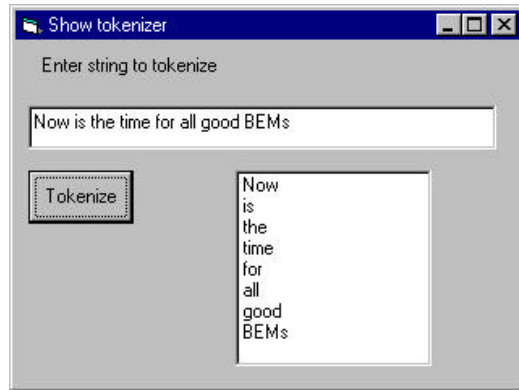 Show tokenizer
Enter string to tokenize
Now is the time for all good BEMs
Tokenize
Now
is
the
time
for
all
good
BEMs